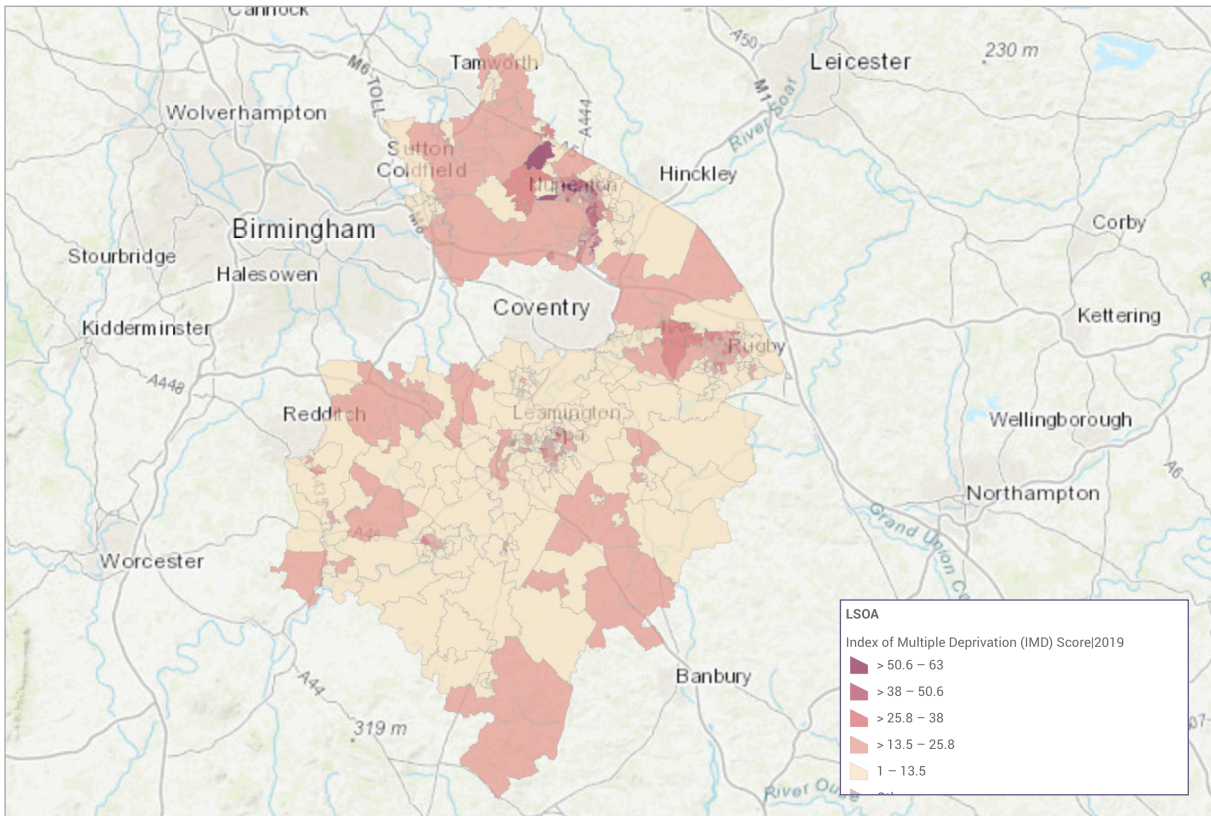 Cannock
A50
Leicester
230 m
Tamworth
M6 TOLL
M1
Wolverhampton
A444
River Soar
Sutton
Coldfield
Hinckley
Nuneaton
Birmingham
M6
Corby
Stourbridge
Halesowen
Coventry
Kidderminster
Kettering
Rugby
A448
Redditch
Leamington
Spa
Wellingborough
A6
A435
Northampton
Grand Union Ca
A46
Worcester
LSOA
Index of Multiple Deprivation (IMD) Score|2019
> 50.6 – 63
> 38 – 50.6
> 25.8 – 38
> 13.5 – 25.8
1 – 13.5
Banbury
A44
319 m
River Ouse